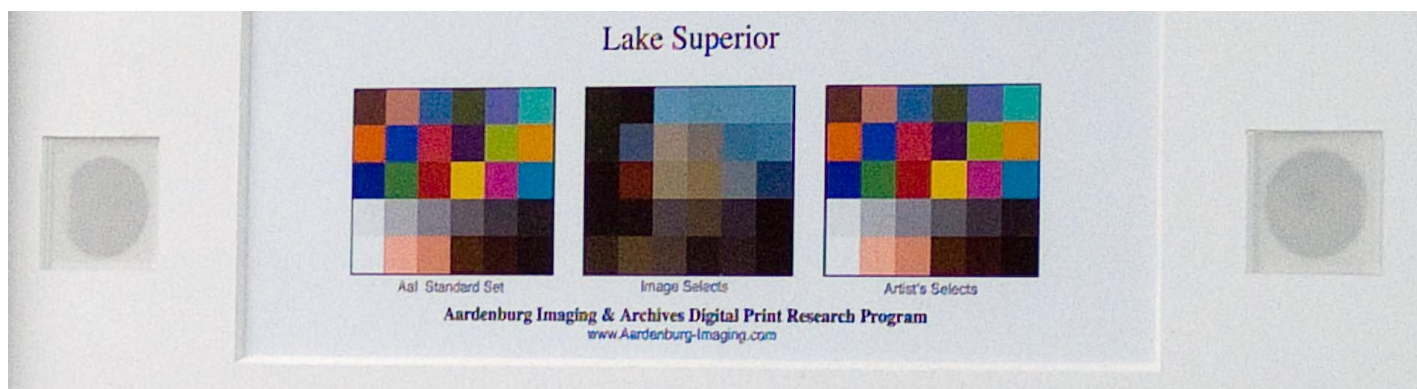 Lake Superior
AaI Standard Set
Image Selects
Artist's Selects
Aardenburg Imaging & Archives Digital Print Research Program
www.Aardenburg-Imaging.com